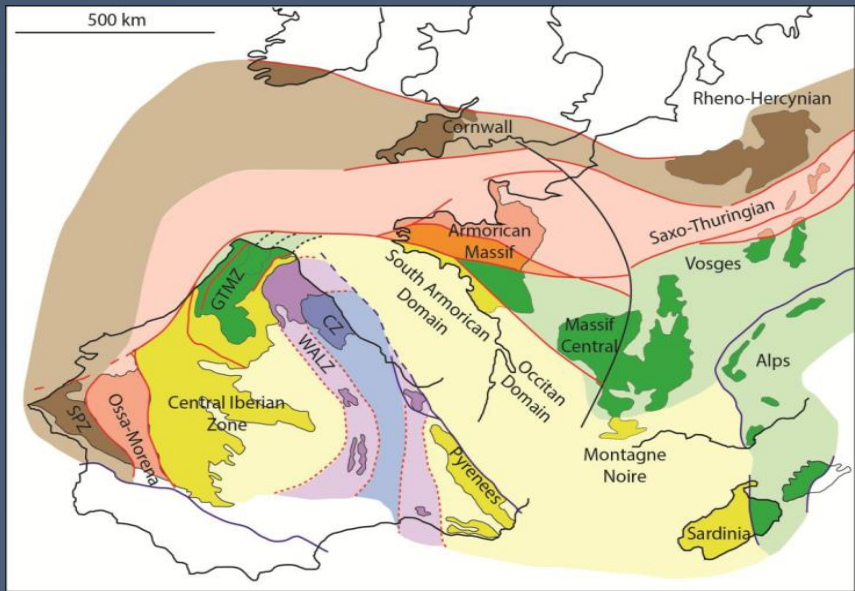 500 km
Rheno-Hercynian
Cornwall
Saxo-Thuringian
Armorican
Massif
Vosges
GTMZ
South Armorican
Domain
CZ
Massif
Central
Alps
WALZ
Occitan
Domain
Central Iberian
Zone
SPZ
Ossa-Morena
Pyrenees
Montagne
Noire
Sardinia